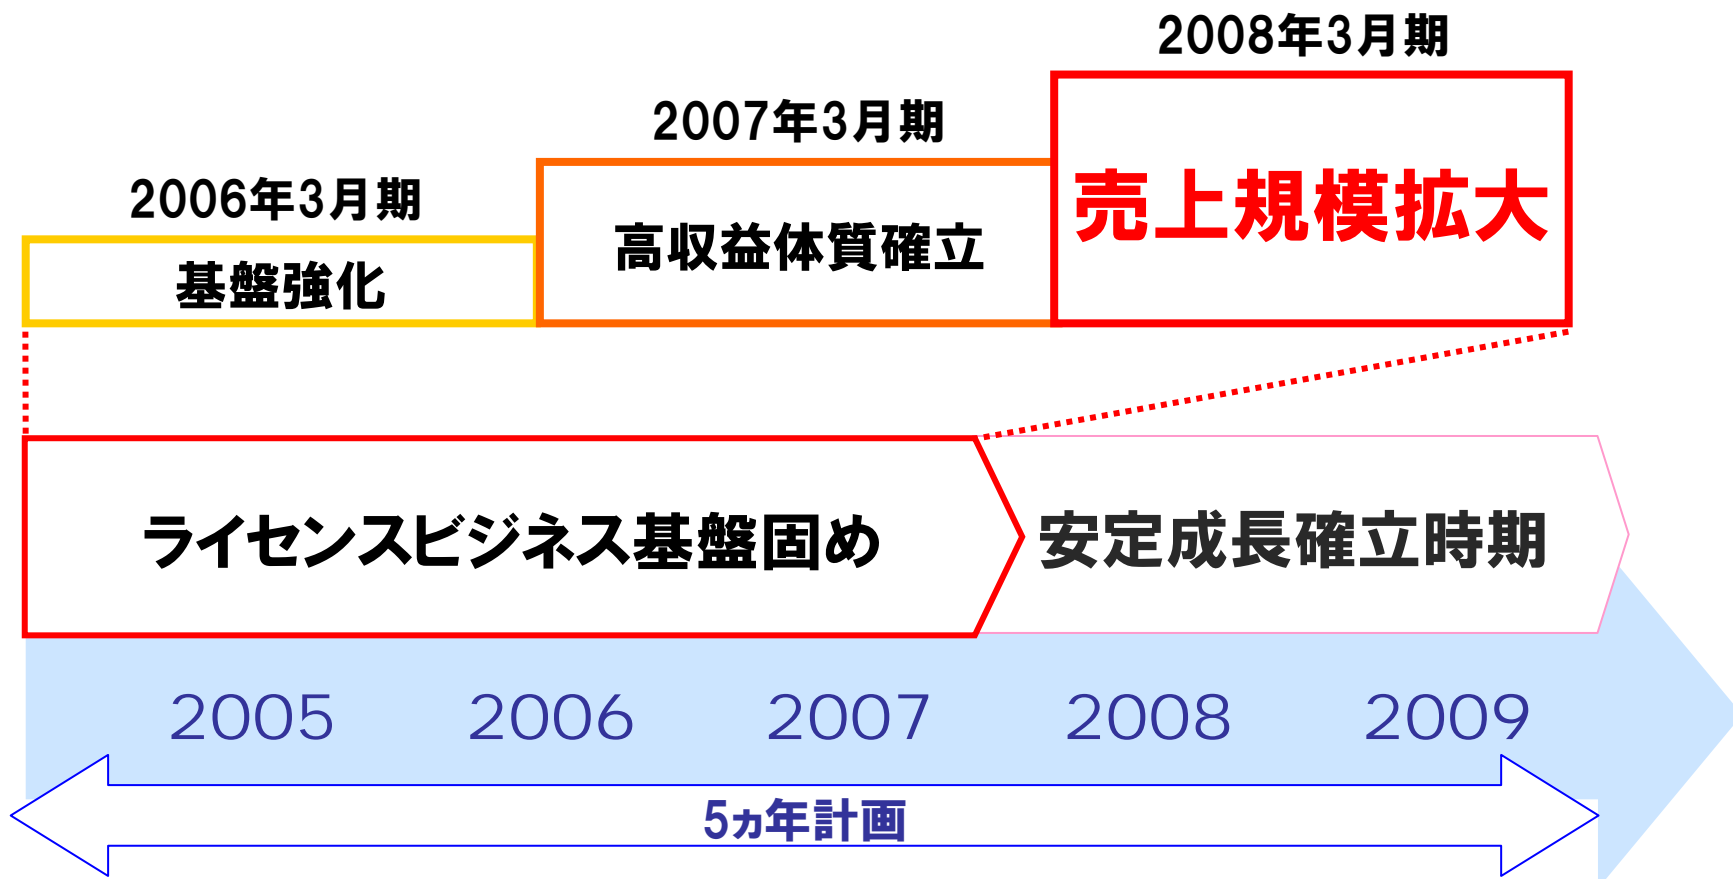 2008年3月期
2007年3月期
2006年3月期
売上規模拡大
高収益体質確立
基盤強化
ライセンスビジネス基盤固め
安定成長確立時期
2005 2006 2007 2008 2009
5ヵ年計画